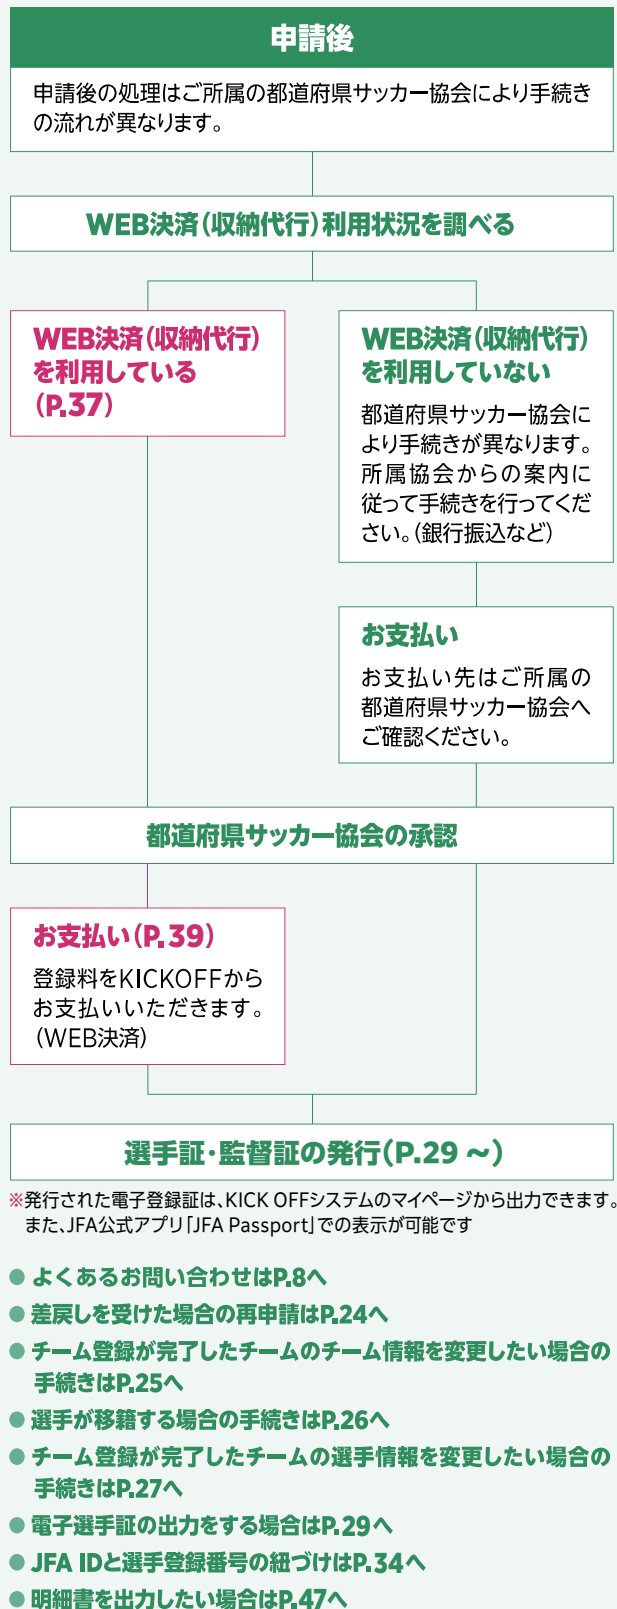 申請後
申請後の処理はご所属の都道府県サッカー協会により手続き
の流れが異なります。
WEB決済(収納代行)利用状況を調べる
WEB決済(収納代行)
を利用している
(P.37)
WEB決済(収納代行)
を利用していない
都道府県サッカー協会に
より手続きが異なります。
所属協会からの案内に
従って手続きを行ってくだ
さい。(銀行振込など)
お支払い
お支払い先はご所属の
都道府県サッカー協会へ
ご確認ください。
都道府県サッカー協会の承認
お支払い(P.39)
登録料をKICKOFFから
お支払いいただきます。
(WEB決済)
選手証・監督証の発行(P.29 ～)
※発行された電子登録証は、KICK OFFシステムのマイページから出力できます。
また、JFA公式アプリ「JFA Passport」での表示が可能です
● よくあるお問い合わせはP.8へ
● 差戻しを受けた場合の再申請はP.24へ
● チーム登録が完了したチームのチーム情報を変更したい場合の
手続きはP.25へ
● 選手が移籍する場合の手続きはP.26へ
● チーム登録が完了したチームの選手情報を変更したい場合の
手続きはP.27へ
● 電子選手証の出力をする場合はP.29へ
● JFA IDと選手登録番号の紐づけはP.34へ
● 明細書を出力したい場合はP.47へ